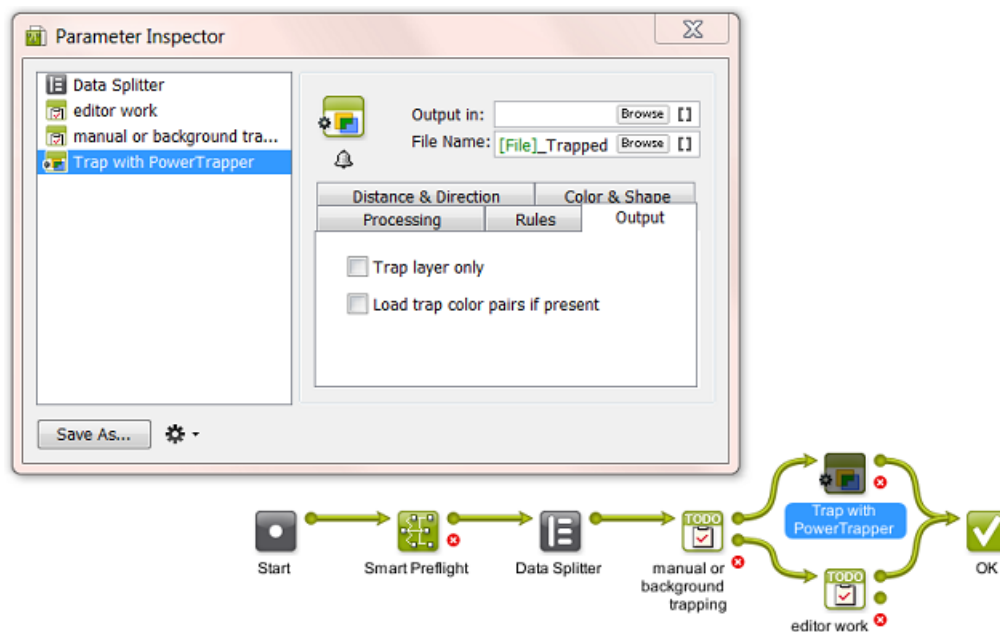 Parameter Inspector
Data Splitter
editor work
manual or background tra...
Trap with PowerTrapper
Output in:
Browse
[]
File Name:
[File]_Trapped
Browse
[]
Distance & Direction
Color & Shape
Processing
Rules
Output
Trap layer only
Load trap color pairs if present
Save As...
Start
Smart Preflight
Data Splitter
TODO
manual or
background
trapping
Trap with
PowerTrapper
TODO
editor work
OK